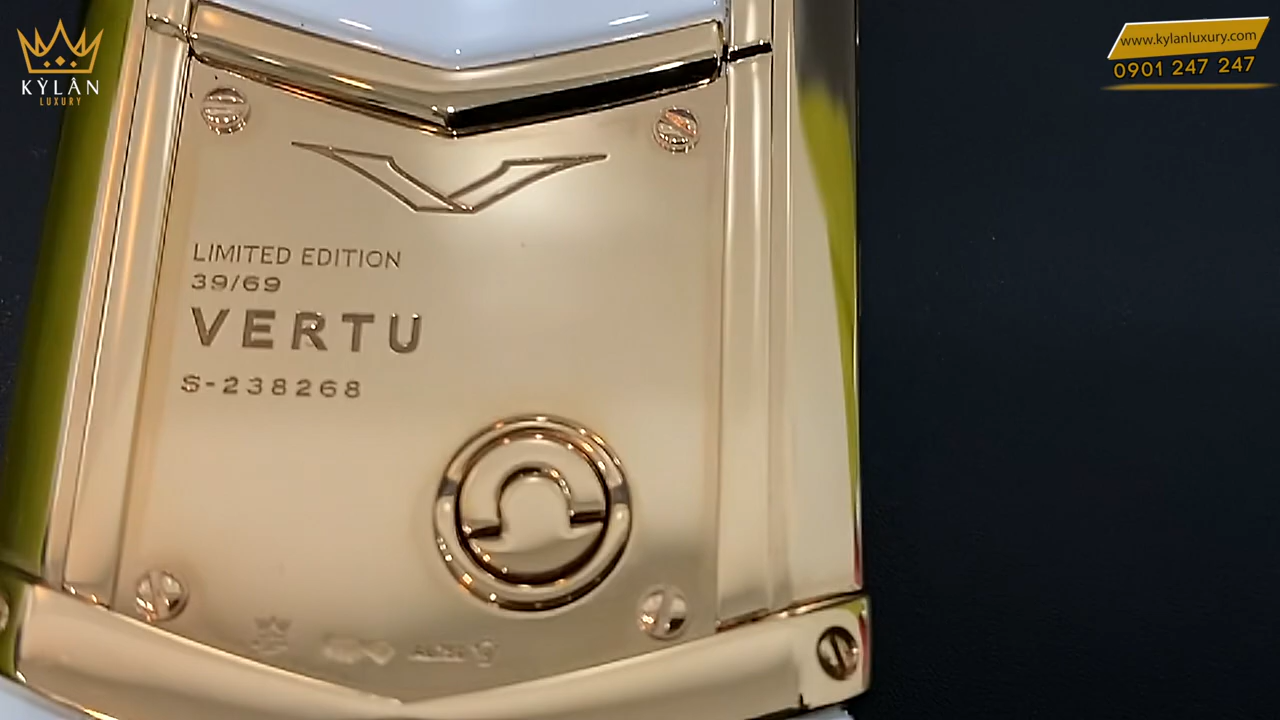 KỲLÂN
LUXURY
www.kylanluxury.com
0901 247 247
LIMITED EDITION
39/69
VERTU
S-238268